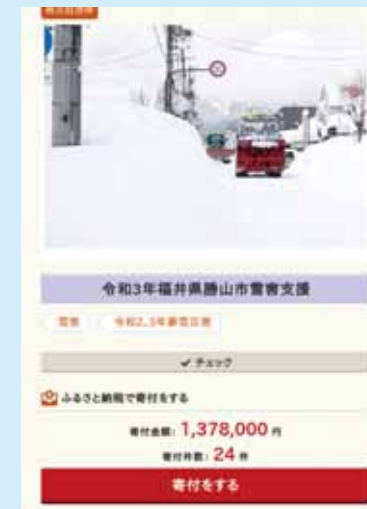 令和3年福井県勝山市雪害支援
雪害 令和2、3年豪雪災害
✓ チェック
ふるさと納税で寄付をする
寄付金額: 1,378,000 円
寄付件数: 24 件
寄付をする